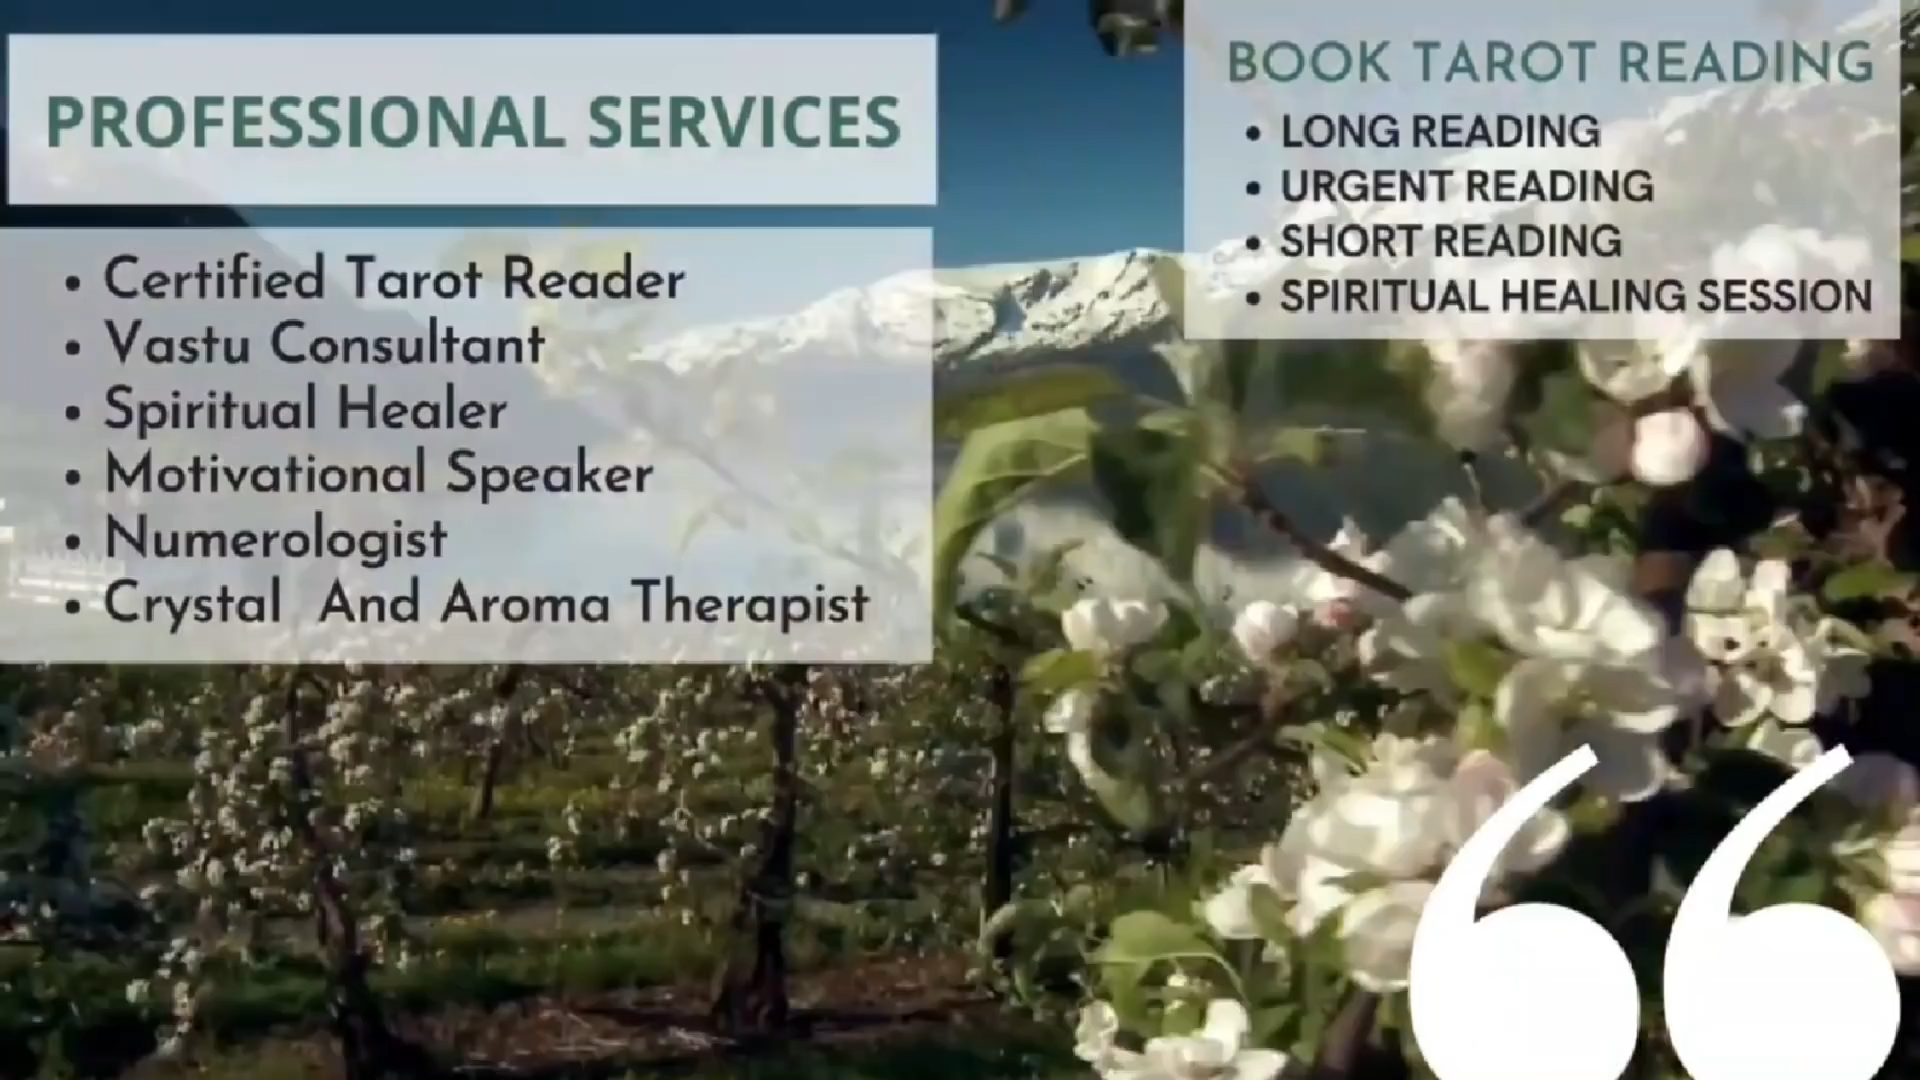 PROFESSIONAL SERVICES
• Certified Tarot Reader
• Vastu Consultant
• Spiritual Healer
• Motivational Speaker
• Numerologist
• Crystal And Aroma Therapist
BOOK TAROT READING
• LONG READING
• URGENT READING
• SHORT READING
• SPIRITUAL HEALING SESSION
“